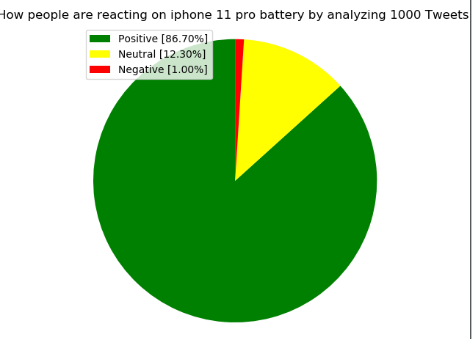 How people are reacting on iphone 11 pro battery by analyzing 1000 Tweets
Positive [86.70%]
Neutral [12.30%]
Negative [1.00%]